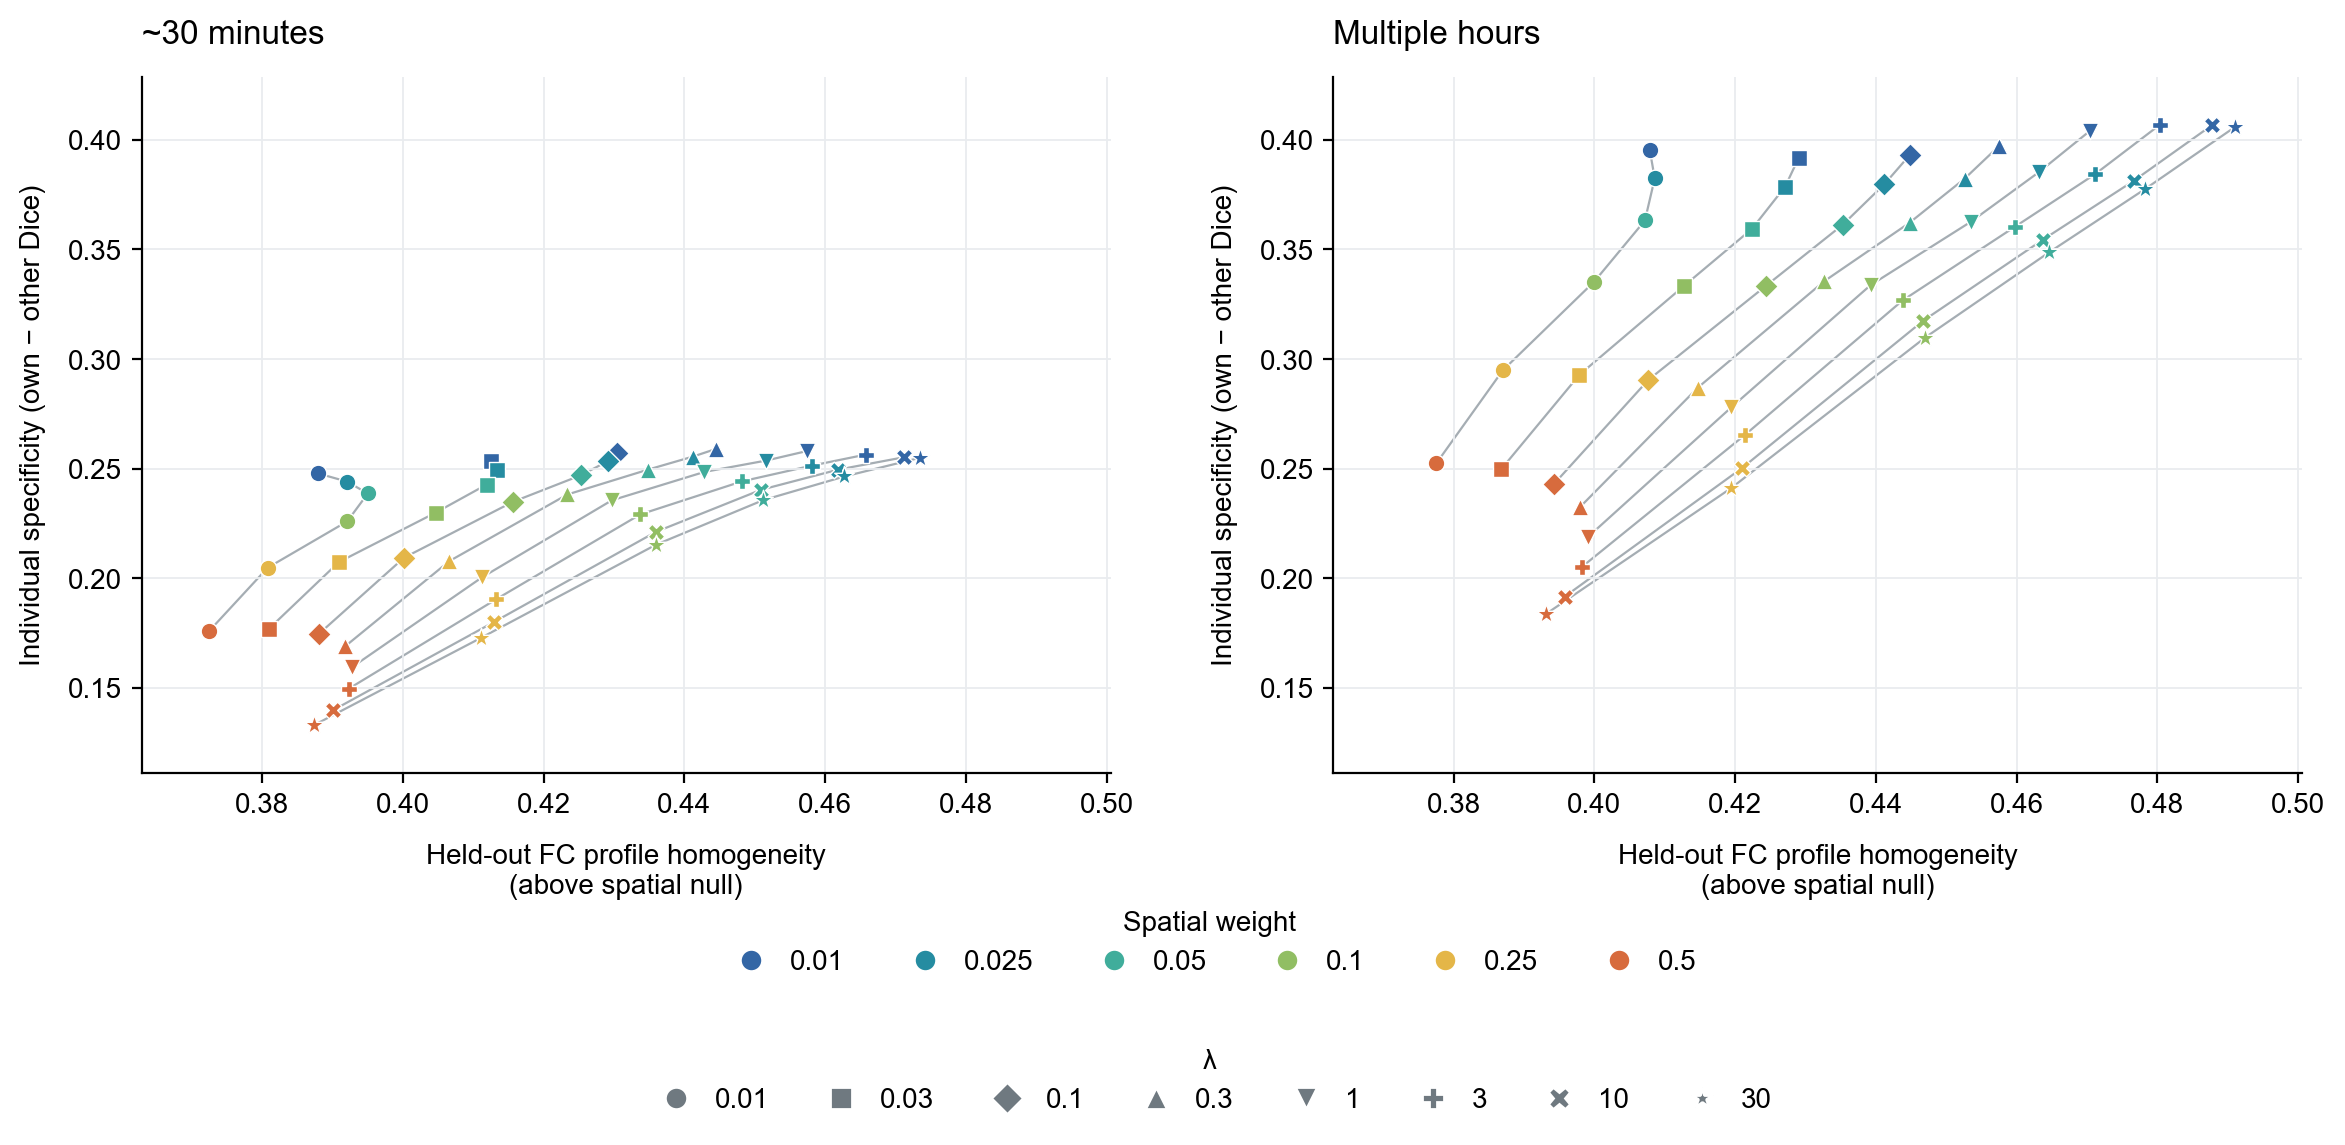 ~30 minutes
Multiple hours
Individual specificity (own − other Dice)
0.40
0.35
0.30
0.25
0.20
0.15
0.38 0.40 0.42 0.44 0.46 0.48 0.50
Held-out FC profile homogeneity
(above spatial null)
Individual specificity (own − other Dice)
0.40
0.35
0.30
0.25
0.20
0.15
0.38 0.40 0.42 0.44 0.46 0.48 0.50
Held-out FC profile homogeneity
(above spatial null)
Spatial weight
0.01 0.025 0.05 0.1 0.25 0.5
λ
0.01 0.03 0.1 0.3 1 3 10 30